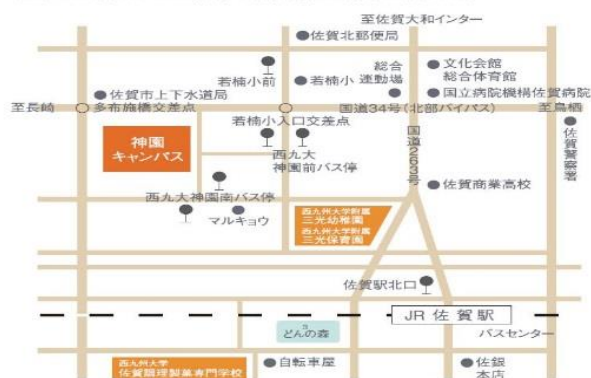 至佐賀大和インター
佐賀北郵便局
若楠小前
若楠小
総合
運動場
文化会館
総合体育館
国立病院機構佐賀病院
佐賀市上下水道局
至長崎
多布施橋交差点
国道34号(北部バイパス)
至鳥栖
若楠小入口交差点
神園
キャンパス
西九大
神園前バス停
国道263号
佐賀警察署
西九大神園南バス停
マルキョウ
佐賀商業高校
西九州大学附属
三光幼稚園
西九州大学附属
三光保育園
佐賀駅北口
JR佐賀駅
どんの森
バスセンター
西九州大学
佐賀調理製菓専門学校
自転車屋
佐銀
本店